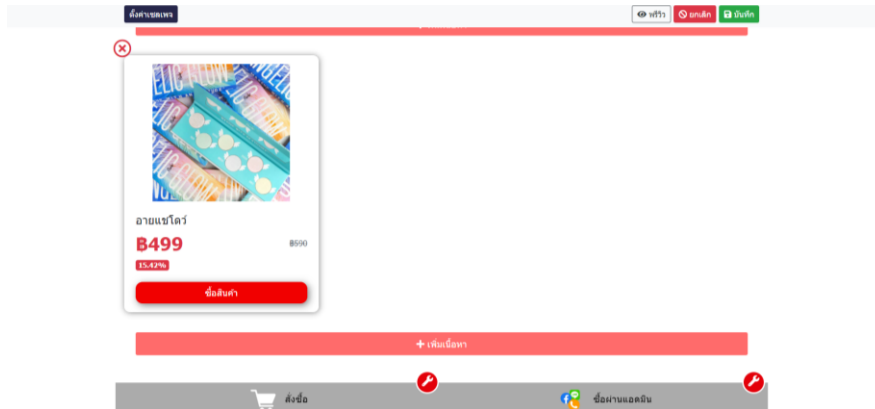 ตั้งค่าเซลเพจ
พรีวิว
ยกเลิก
บันทึก
อายแชโดว์
฿499
฿590
15.42%
ซื้อสินค้า
+ เพิ่มเนื้อหา
สั่งซื้อ
ซื้อผ่านแอดมิน